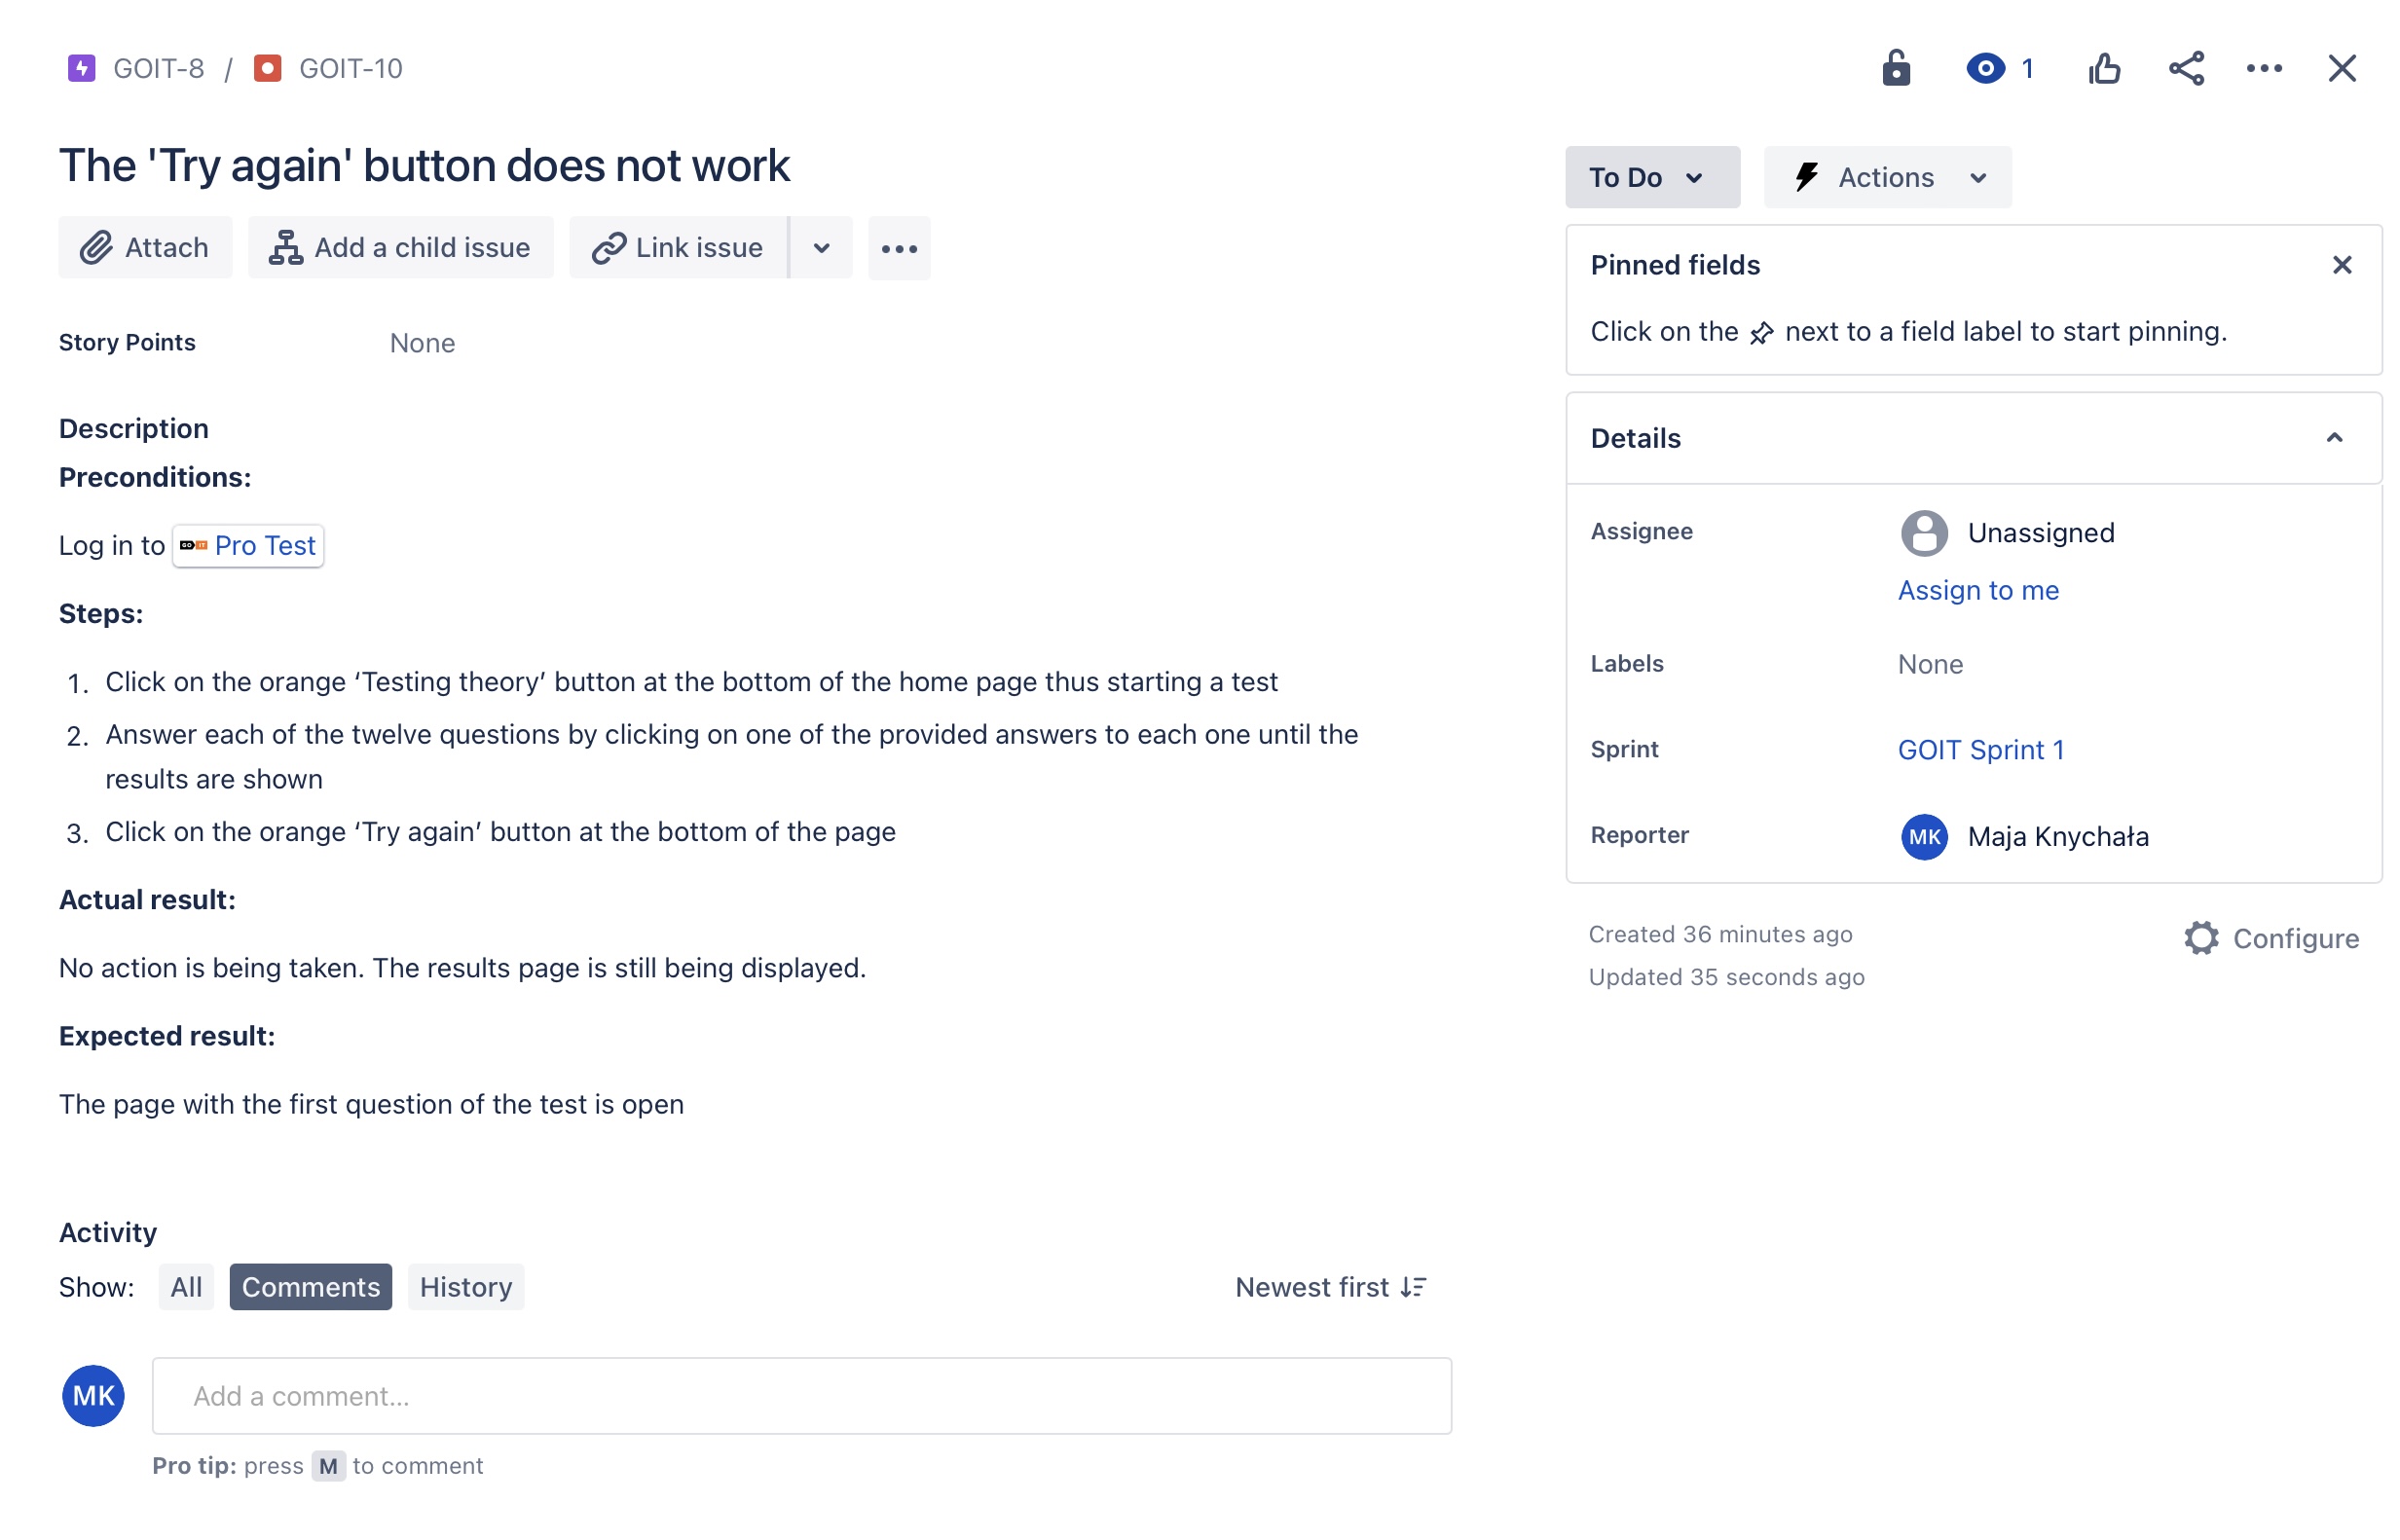 GOIT-8 / GOIT-10
1
The 'Try again' button does not work
Attach
Add a child issue
Link issue
Story Points None
Description
Preconditions:
Log in to GO IT Pro Test
Steps:
1. Click on the orange ‘Testing theory’ button at the bottom of the home page thus starting a test
2. Answer each of the twelve questions by clicking on one of the provided answers to each one until the
results are shown
3. Click on the orange ‘Try again’ button at the bottom of the page
Actual result:
No action is being taken. The results page is still being displayed.
Expected result:
The page with the first question of the test is open
Activity
Show: All Comments History Newest first
MK Add a comment...
Pro tip: press M to comment
To Do
Actions
Pinned fields
Click on the next to a field label to start pinning.
Details
Assignee Unassigned
Assign to me
Labels None
Sprint GOIT Sprint 1
Reporter MK Maja Knychała
Created 36 minutes ago
Updated 35 seconds ago
Configure